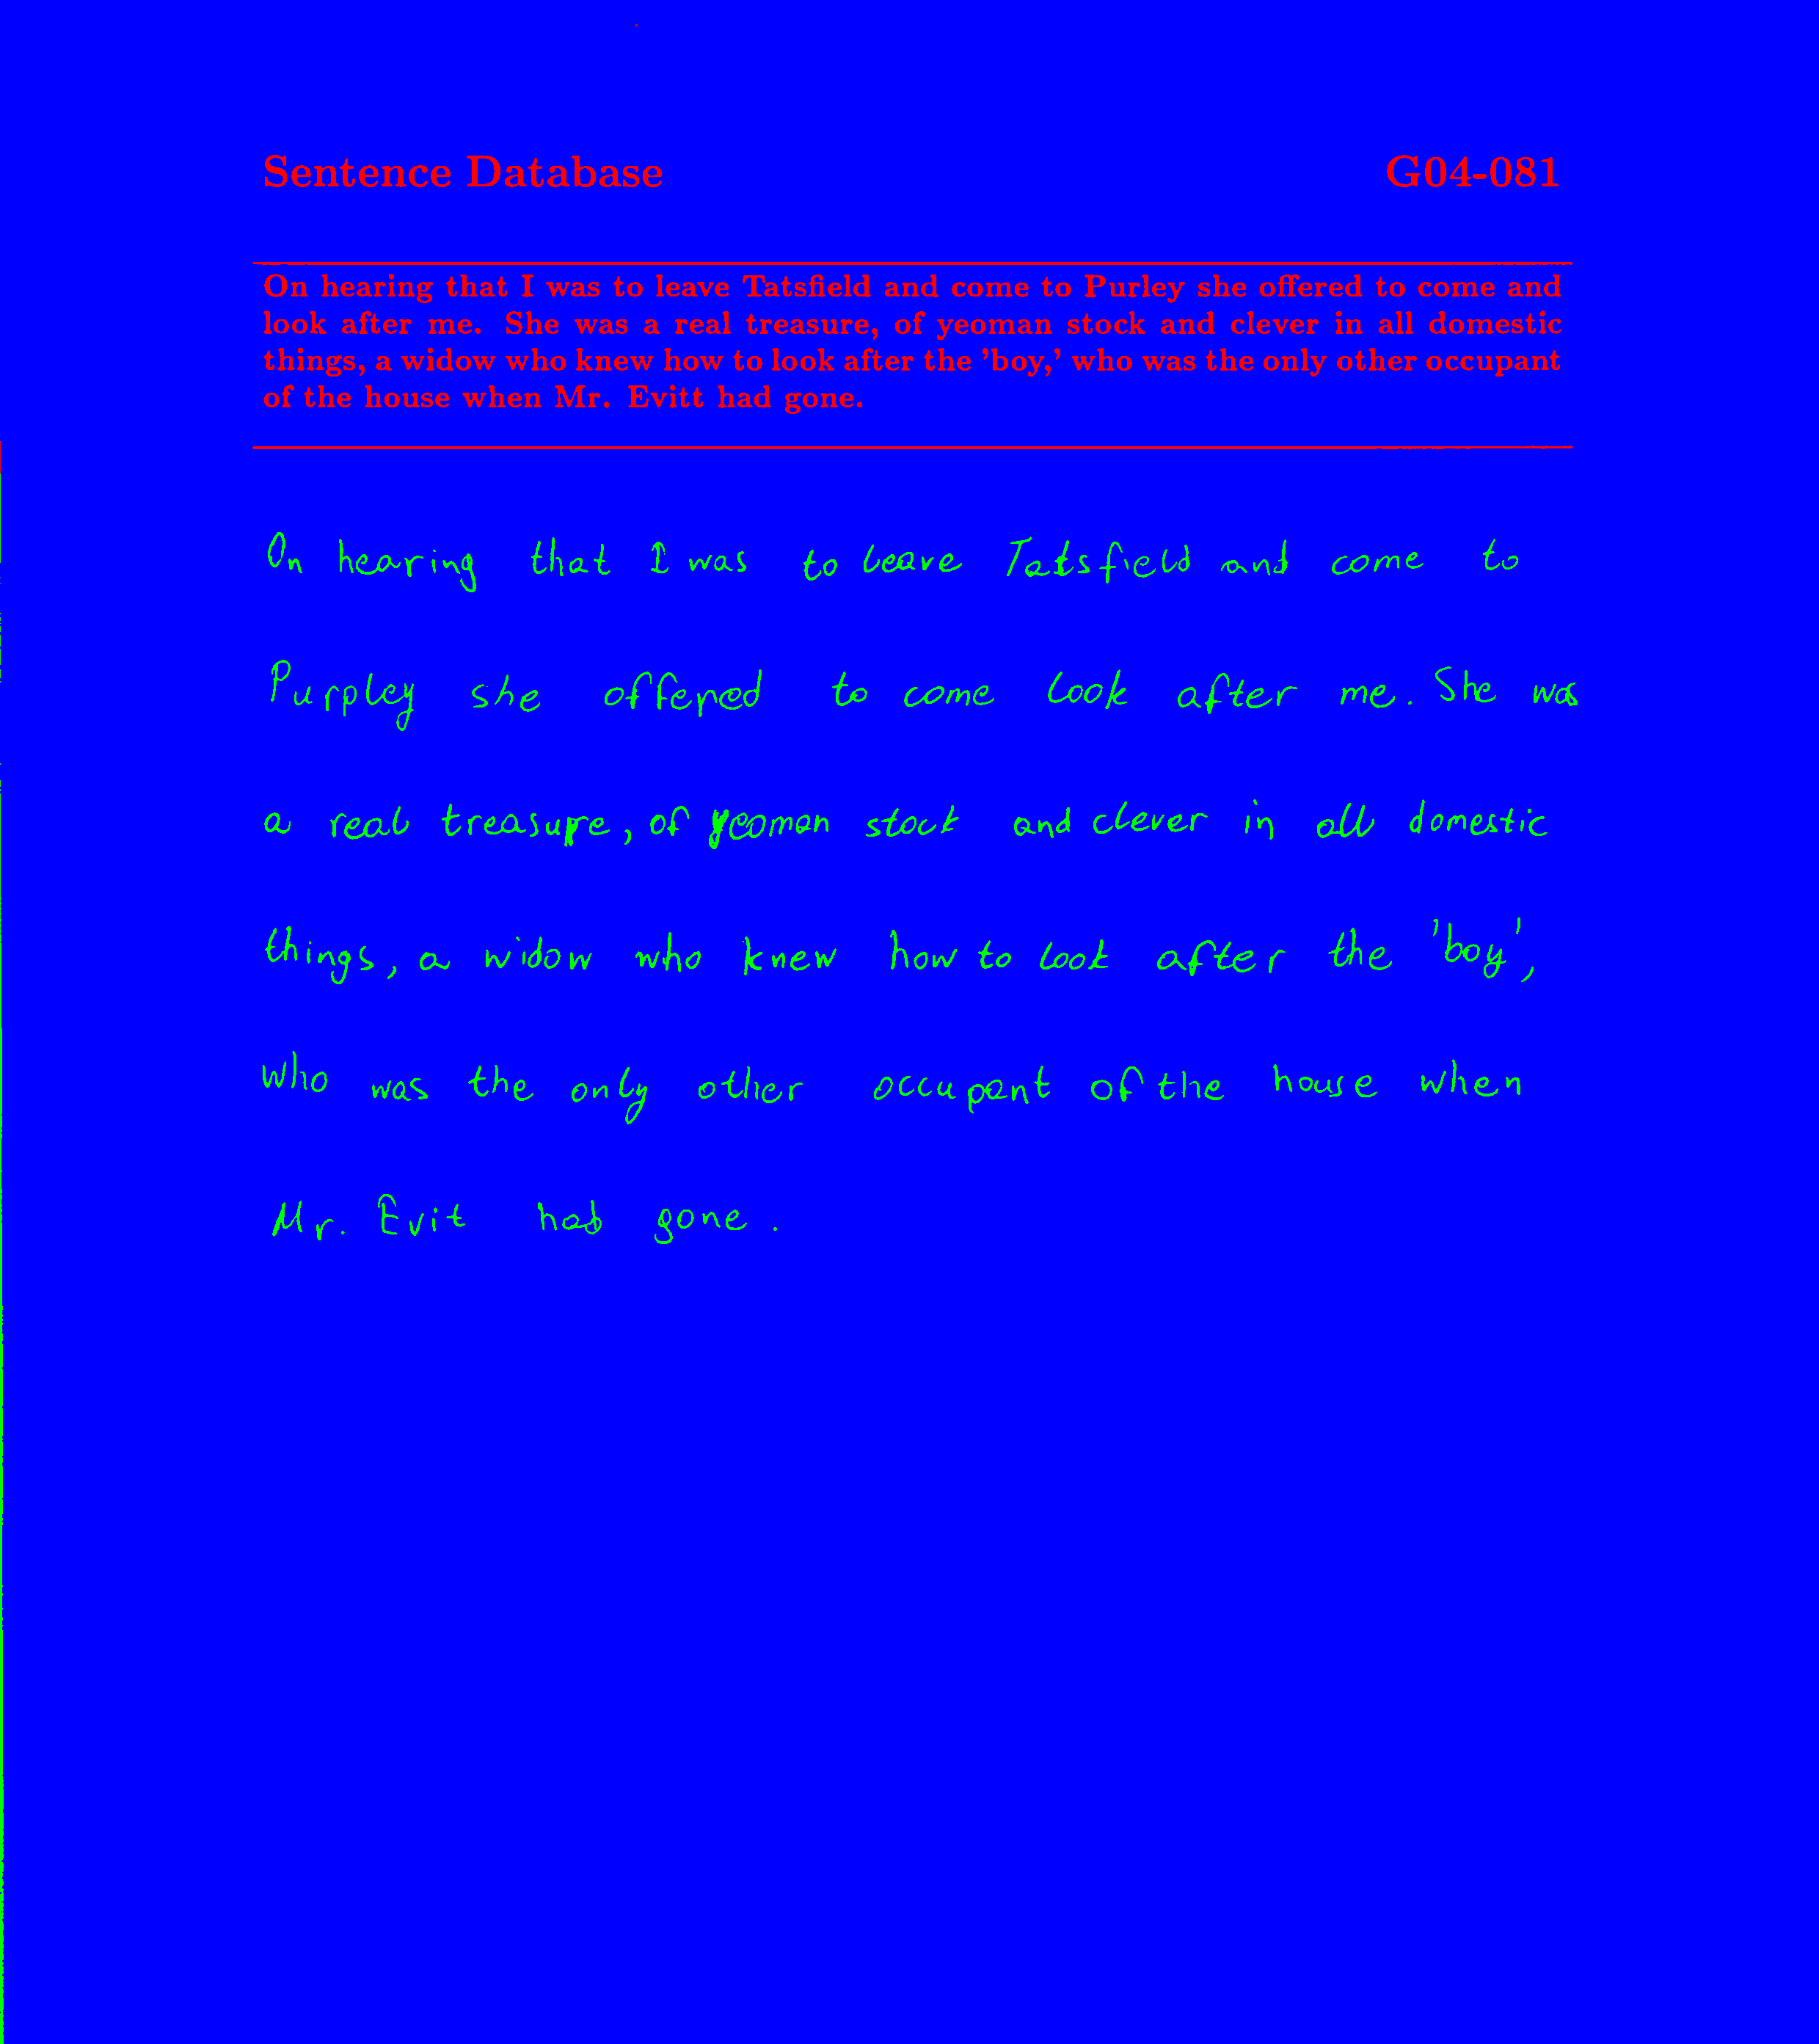 Sentence Database G04-081
On hearing that I was to leave Tatsfield and come to Purley she offered to come and
look after me. She was a real treasure, of yeoman stock and clever in all domestic
things, a widow who knew how to look after the 'boy,' who was the only other occupant
of the house when Mr. Evitt had gone.
On hearing that I was to leave Tatsfield and come to
Purpley she offered to come look after me. She was
a real treasure, of yeoman stock and clever in all domestic
things, a widow who knew how to look after the 'boy',
who was the only other occupant of the house when
Mr. Evit had gone.